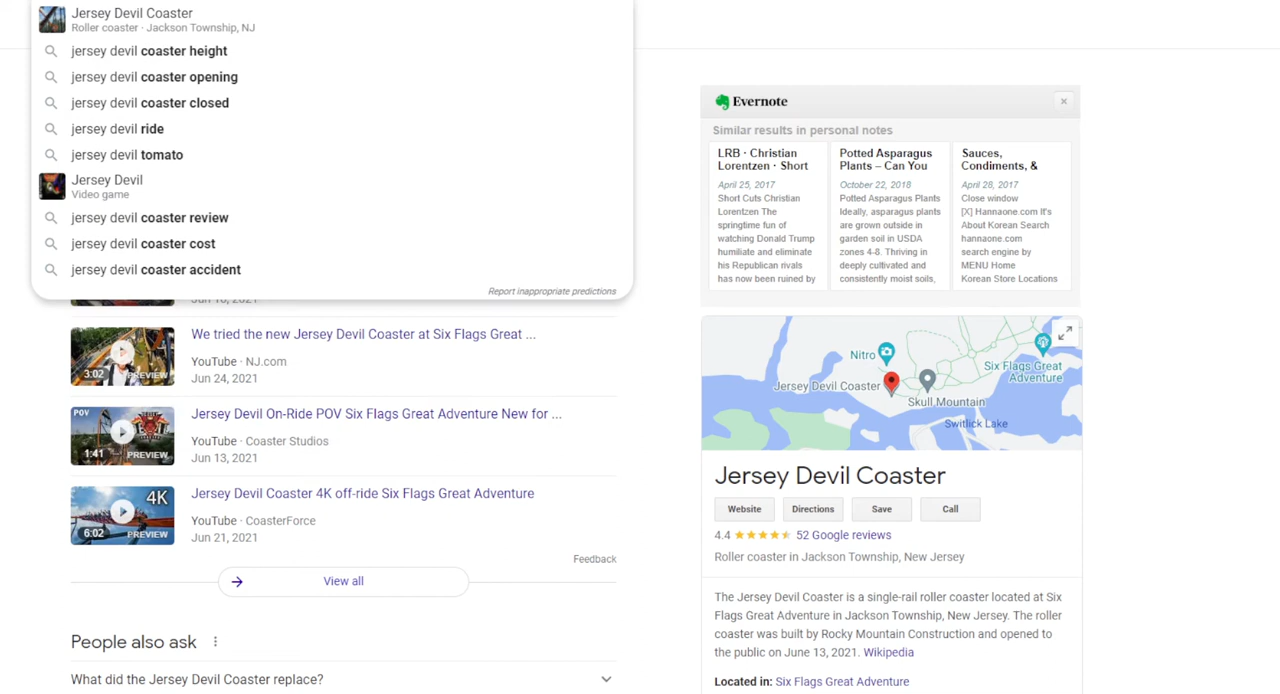 Jersey Devil Coaster
Roller coaster · Jackson Township, NJ
jersey devil coaster height
jersey devil coaster opening
jersey devil coaster closed
jersey devil ride
jersey devil tomato
Jersey Devil
Video game
jersey devil coaster review
jersey devil coaster cost
jersey devil coaster accident
Report inappropriate predictions
We tried the new Jersey Devil Coaster at Six Flags Great ...
YouTube · NJ.com
Jun 24, 2021
3:02
PREVIEW
Jersey Devil On-Ride POV Six Flags Great Adventure New for ...
YouTube · Coaster Studios
Jun 13, 2021
POV
1:41
PREVIEW
Jersey Devil Coaster 4K off-ride Six Flags Great Adventure
YouTube · CoasterForce
Jun 21, 2021
4K
6:02
PREVIEW
Feedback
View all
People also ask
What did the Jersey Devil Coaster replace?
Evernote
Similar results in personal notes
LRB · Christian
Lorentzen · Short
April 25, 2017
Short Cuts Christian
Lorentzen The
springtime fun of
watching Donald Trump
humiliate and eliminate
his Republican rivals
has now been ruined by
Potted Asparagus
Plants – Can You
October 22, 2018
Potted Asparagus Plants
Ideally, asparagus plants
are grown outside in
garden soil in USDA
zones 4-8. Thriving in
deeply cultivated and
consistently moist soils,
Sauces,
Condiments, &
April 28, 2017
Close window
[X] Hannaone.com It's
About Korean Search
hannaone.com
search engine by
MENU Home
Korean Store Locations
Nitro
Six Flags Great
Adventure
Jersey Devil Coaster
Skull Mountain
Switlick Lake
Jersey Devil Coaster
Website
Directions
Save
Call
4.4
52 Google reviews
Roller coaster in Jackson Township, New Jersey
The Jersey Devil Coaster is a single-rail roller coaster located at Six
Flags Great Adventure in Jackson Township, New Jersey. The roller
coaster was built by Rocky Mountain Construction and opened to
the public on June 13, 2021. Wikipedia
Located in: Six Flags Great Adventure